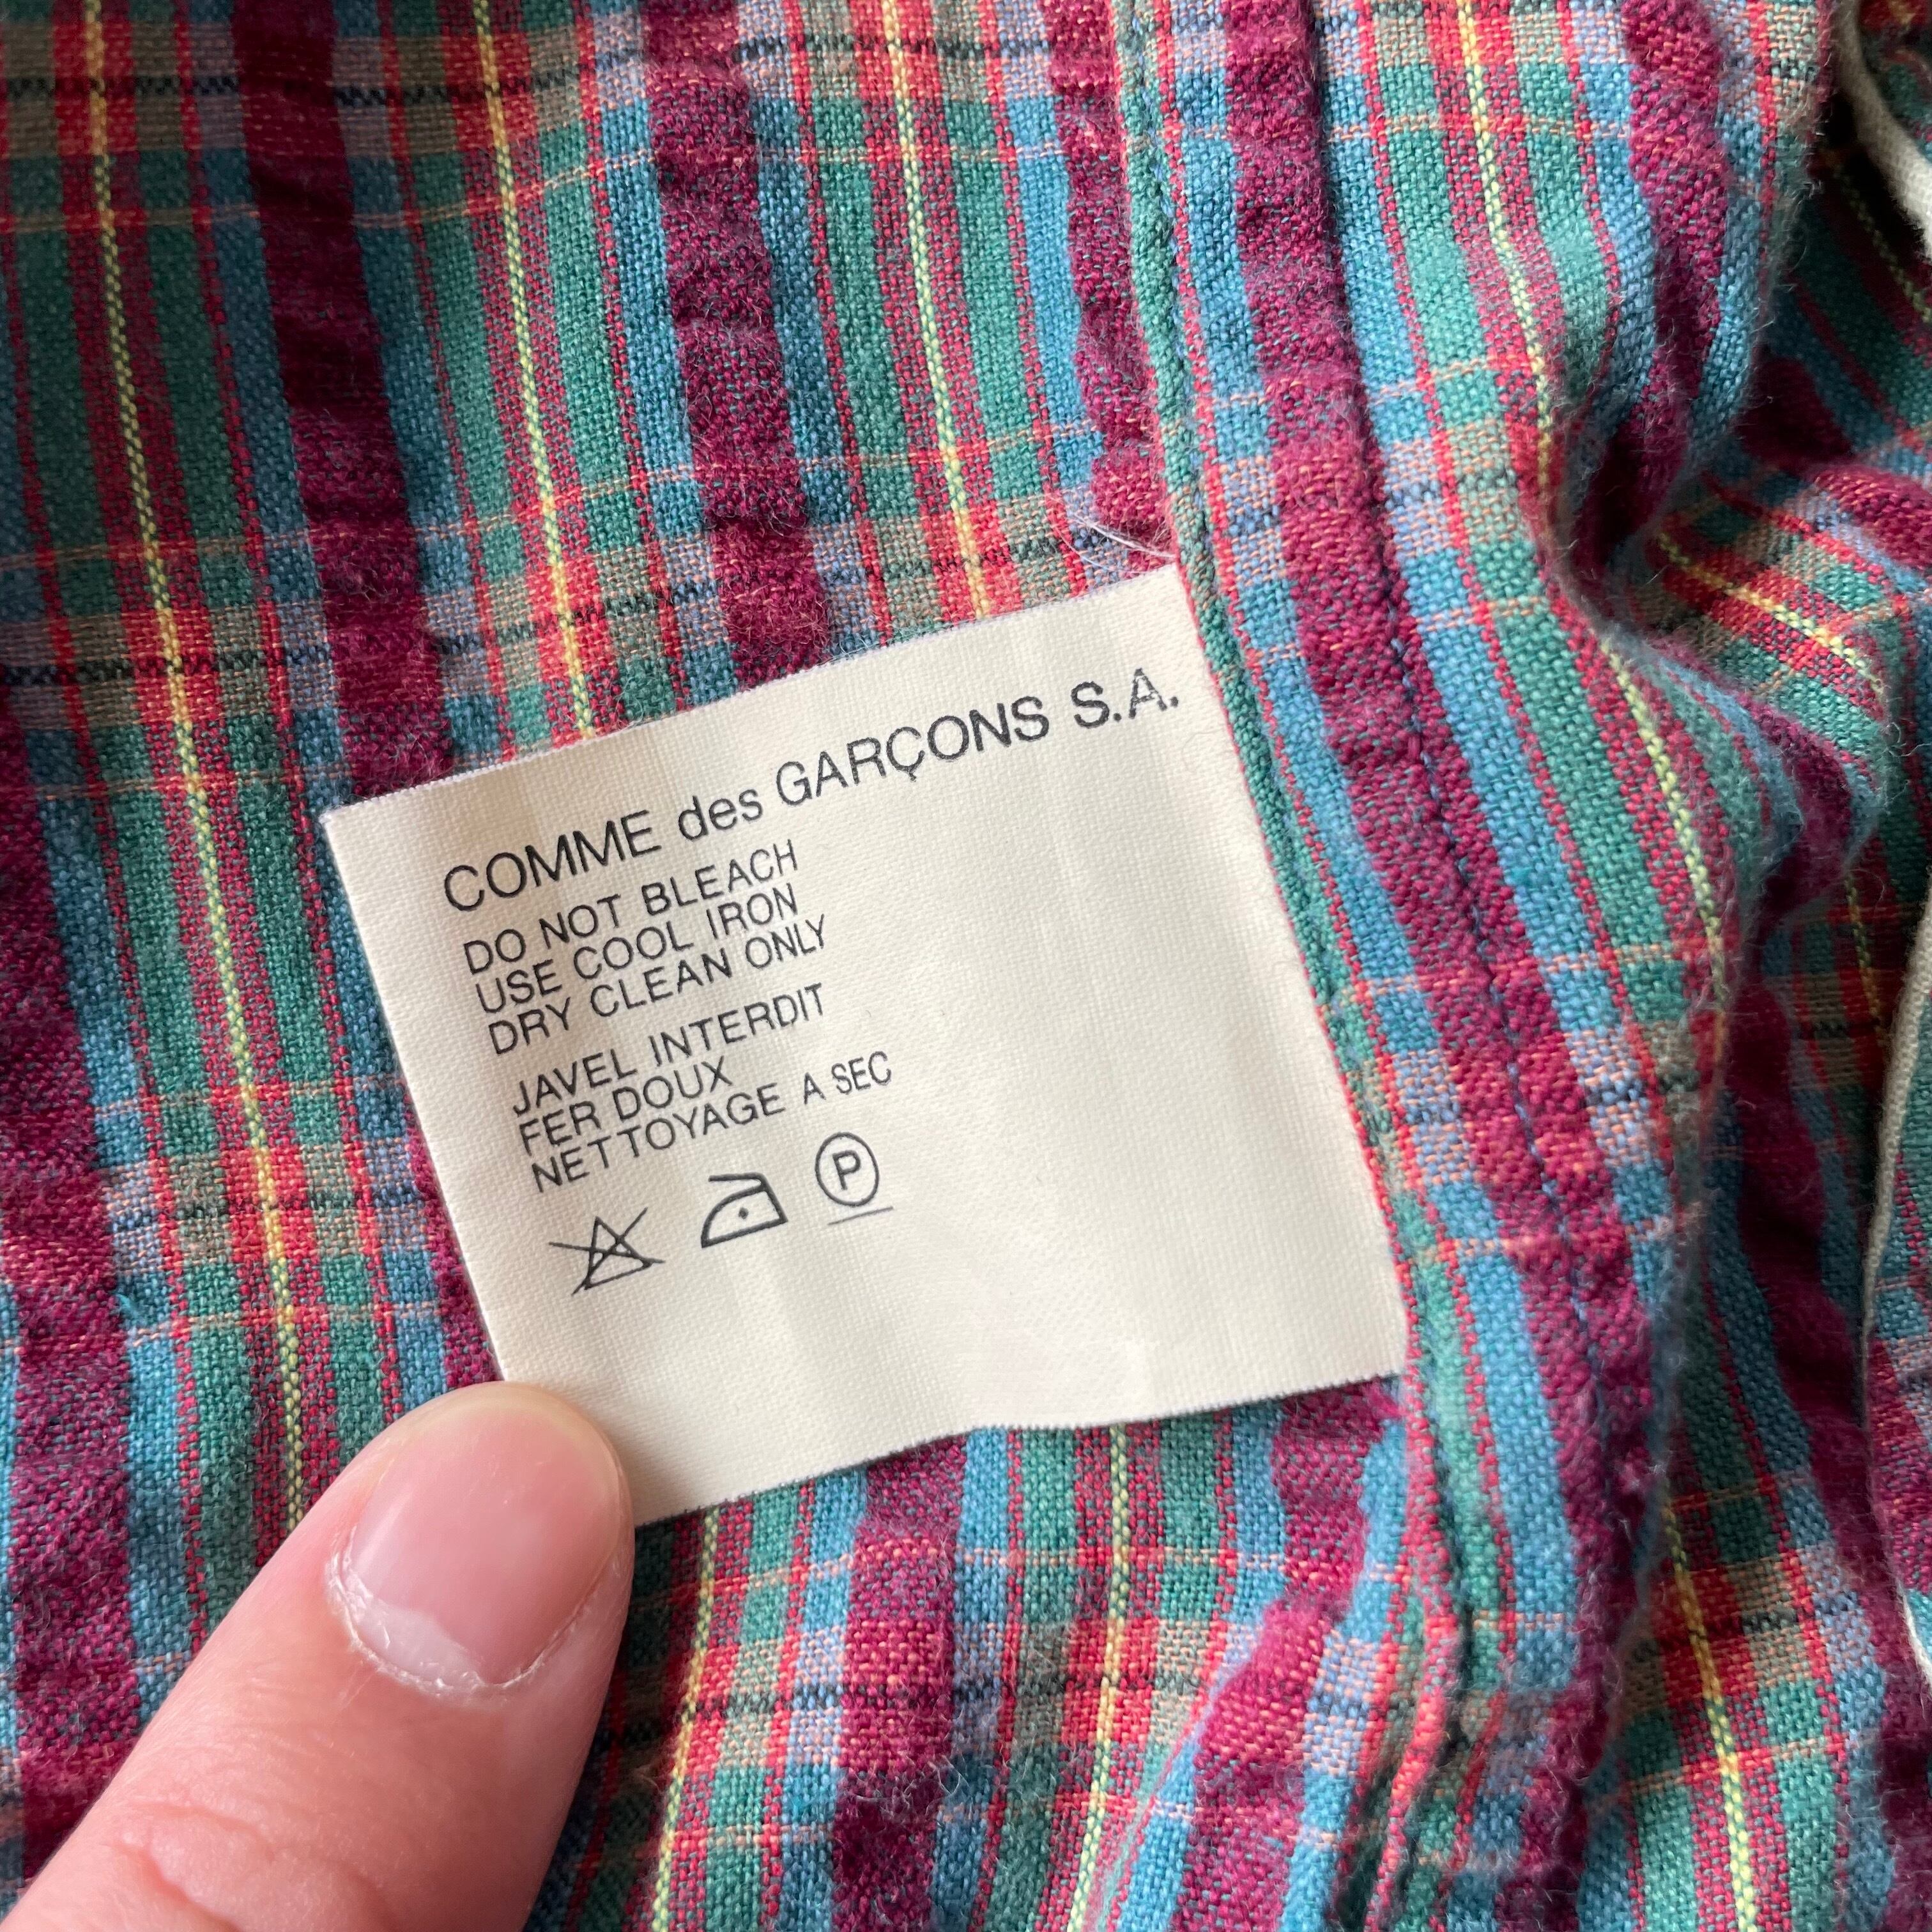 COMME des GARÇONS S.A.
DO NOT BLEACH
USE COOL IRON
DRY CLEAN ONLY
JAVEL INTERDIT
FER DOUX
NETTOYAGE A SEC
P